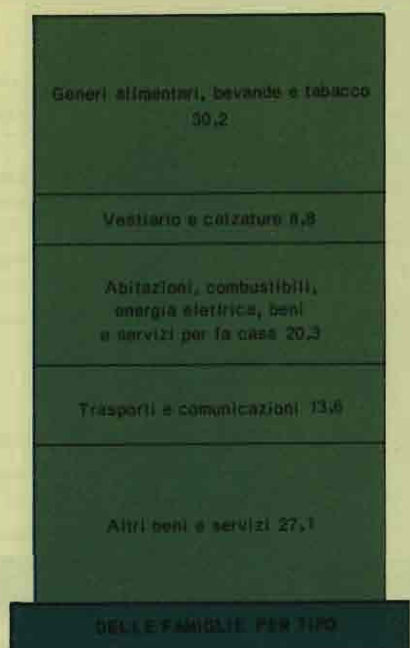 Generi alimentari, bevande e tabacco
30,2
Vestiario e calzature 8,8
Abitazioni, combustibili,
energia elettrica, beni
e servizi per la casa 20,3
Trasporti e comunicazioni 13,6
Altri beni e servizi 27,1
DELLE FAMIGLIE PER TIPO